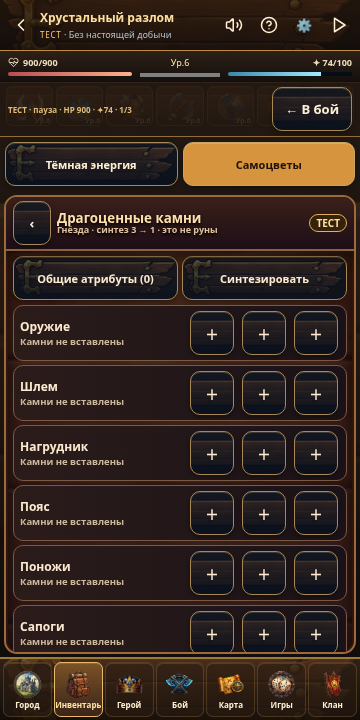 Хрустальный разлом
ТЕСТ · Без настоящей добычи
900/900
Ур.6
74/100
ТЕСТ · пауза · HP 900 · ✦74 · 1/3
← В бой
Тёмная энергия
Самоцветы
‹
Драгоценные камни
Гнёзда · синтез 3 → 1 · это не руны
ТЕСТ
Общие атрибуты (0)
Синтезировать
Оружие
Камни не вставлены
+ + +
Шлем
Камни не вставлены
+ + +
Нагрудник
Камни не вставлены
+ + +
Пояс
Камни не вставлены
+ + +
Поножи
Камни не вставлены
+ + +
Сапоги
Камни не вставлены
+ + +
Город
Инвентарь
Герой
Бой
Карта
Игры
Клан